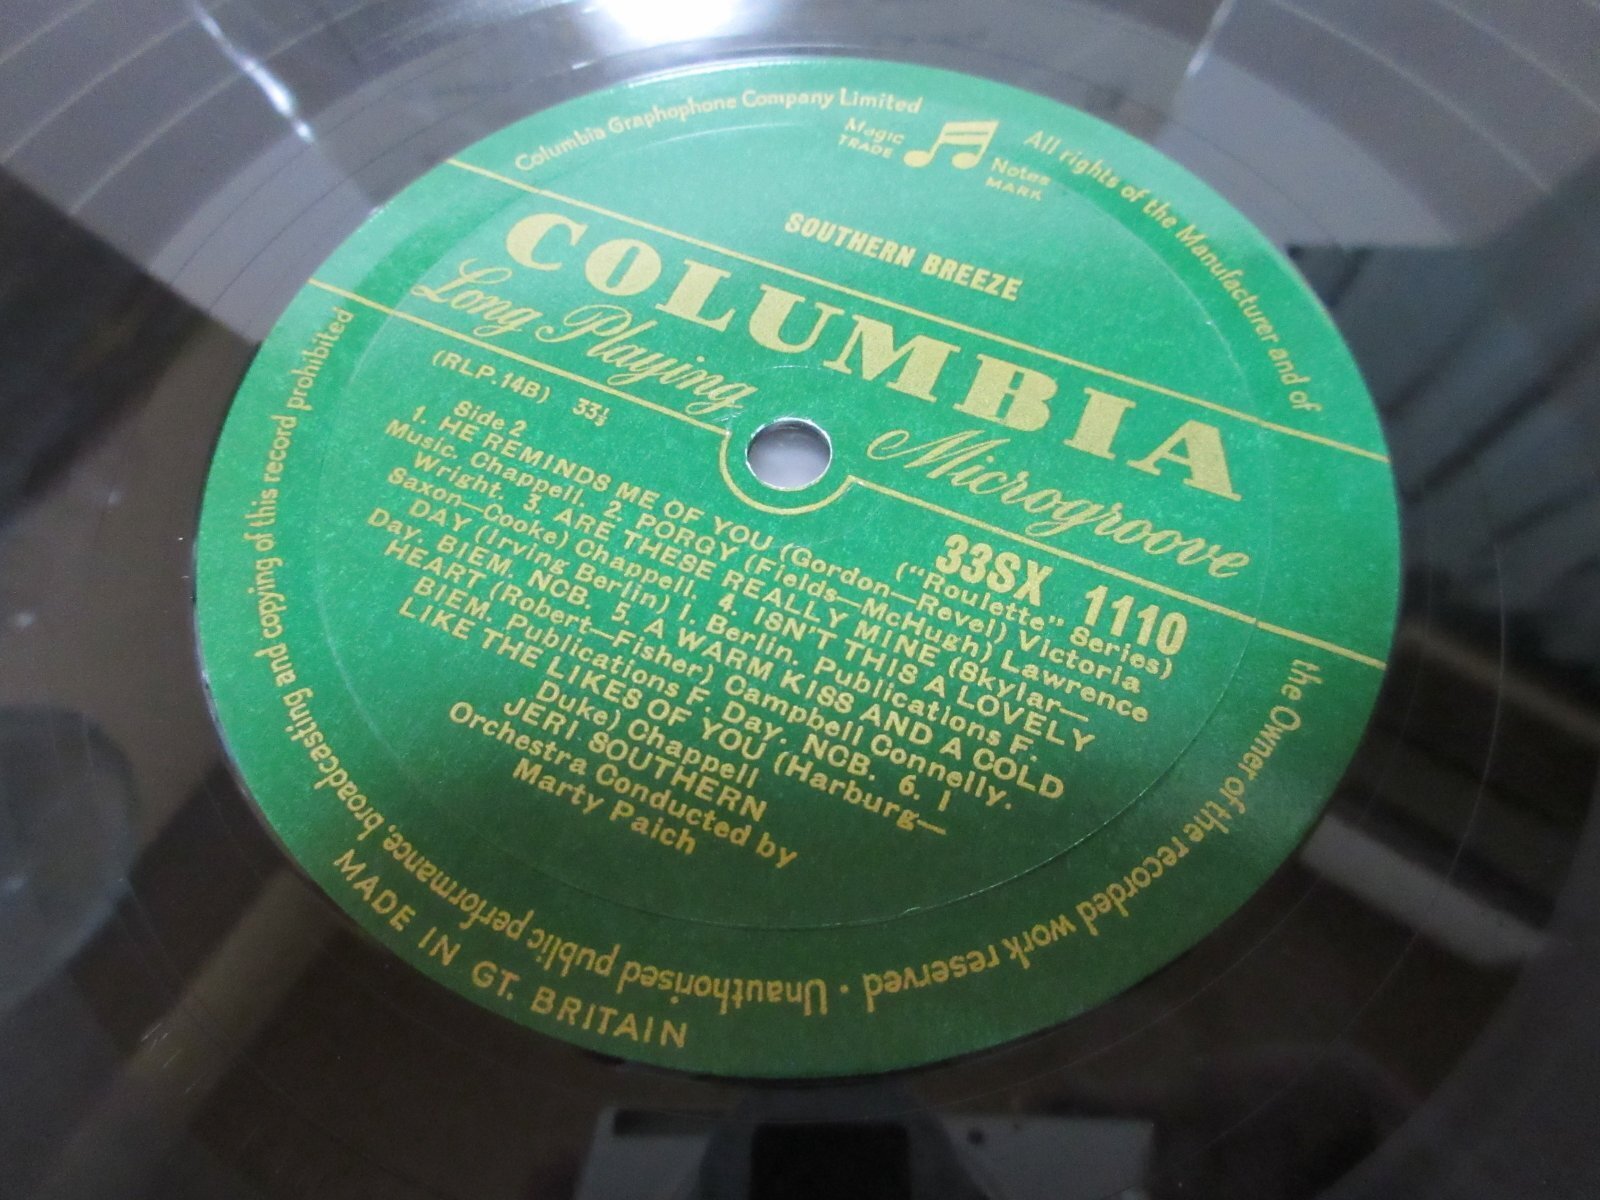 Columbia Graphophone Company Limited
Magic Notes
TRADE MARK
All rights of the Manufacturer and of
the Owner of the recorded work reserved · Unauthorised public performance, broadcasting and copying of this record prohibited
SOUTHERN BREEZE
COLUMBIA
Long Playing Microgroove
(RLP.14B) 33⅓
33SX 1110
Side 2
("Roulette" Series)
1. HE REMINDS ME OF YOU (Gordon—Revel) Victoria
Music. Chappell. 2. PORGY (Fields—McHugh) Lawrence
Wright. 3. ARE THESE REALLY MINE (Skylar—
Saxon—Cooke) Chappell. 4. ISN'T THIS A LOVELY
DAY (Irving Berlin) I. Berlin. Publications F.
Day. BIEM. NCB. 5. A WARM KISS AND A COLD
HEART (Robert—Fisher) Campbell Connelly.
BIEM. Publications F. Day. NCB. 6. I
LIKE THE LIKES OF YOU (Harburg—
Duke) Chappell
JERI SOUTHERN
Orchestra Conducted by
Marty Paich
MADE IN GT. BRITAIN